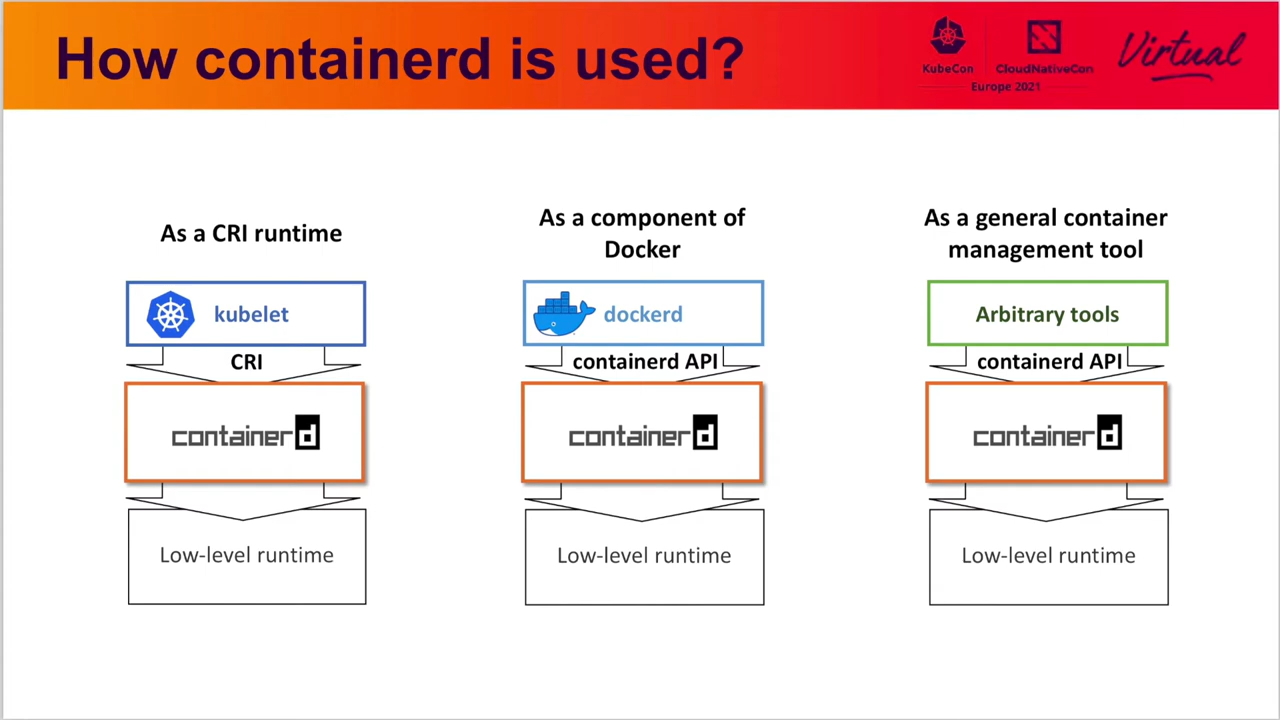 How containerd is used?
KubeCon
CloudNativeCon
Europe 2021
Virtual
As a CRI runtime
kubelet
CRI
containerd
Low-level runtime
As a component of
Docker
dockerd
containerd API
containerd
Low-level runtime
As a general container
management tool
Arbitrary tools
containerd API
containerd
Low-level runtime